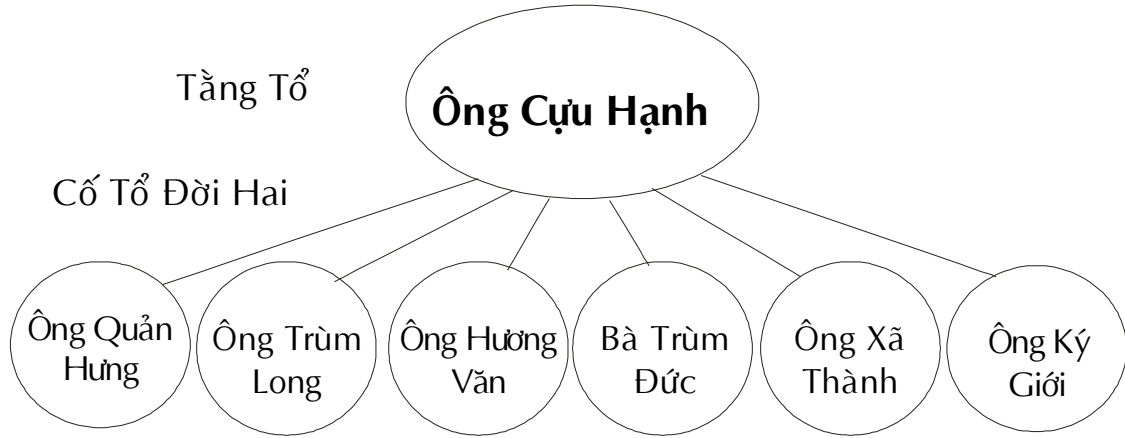 Tằng Tổ
Ông Cựu Hạnh
Cố Tổ Đời Hai
Ông Quản
Hưng
Ông Trùm
Long
Ông Hương
Văn
Bà Trùm
Đức
Ông Xã
Thành
Ông Ký
Giới